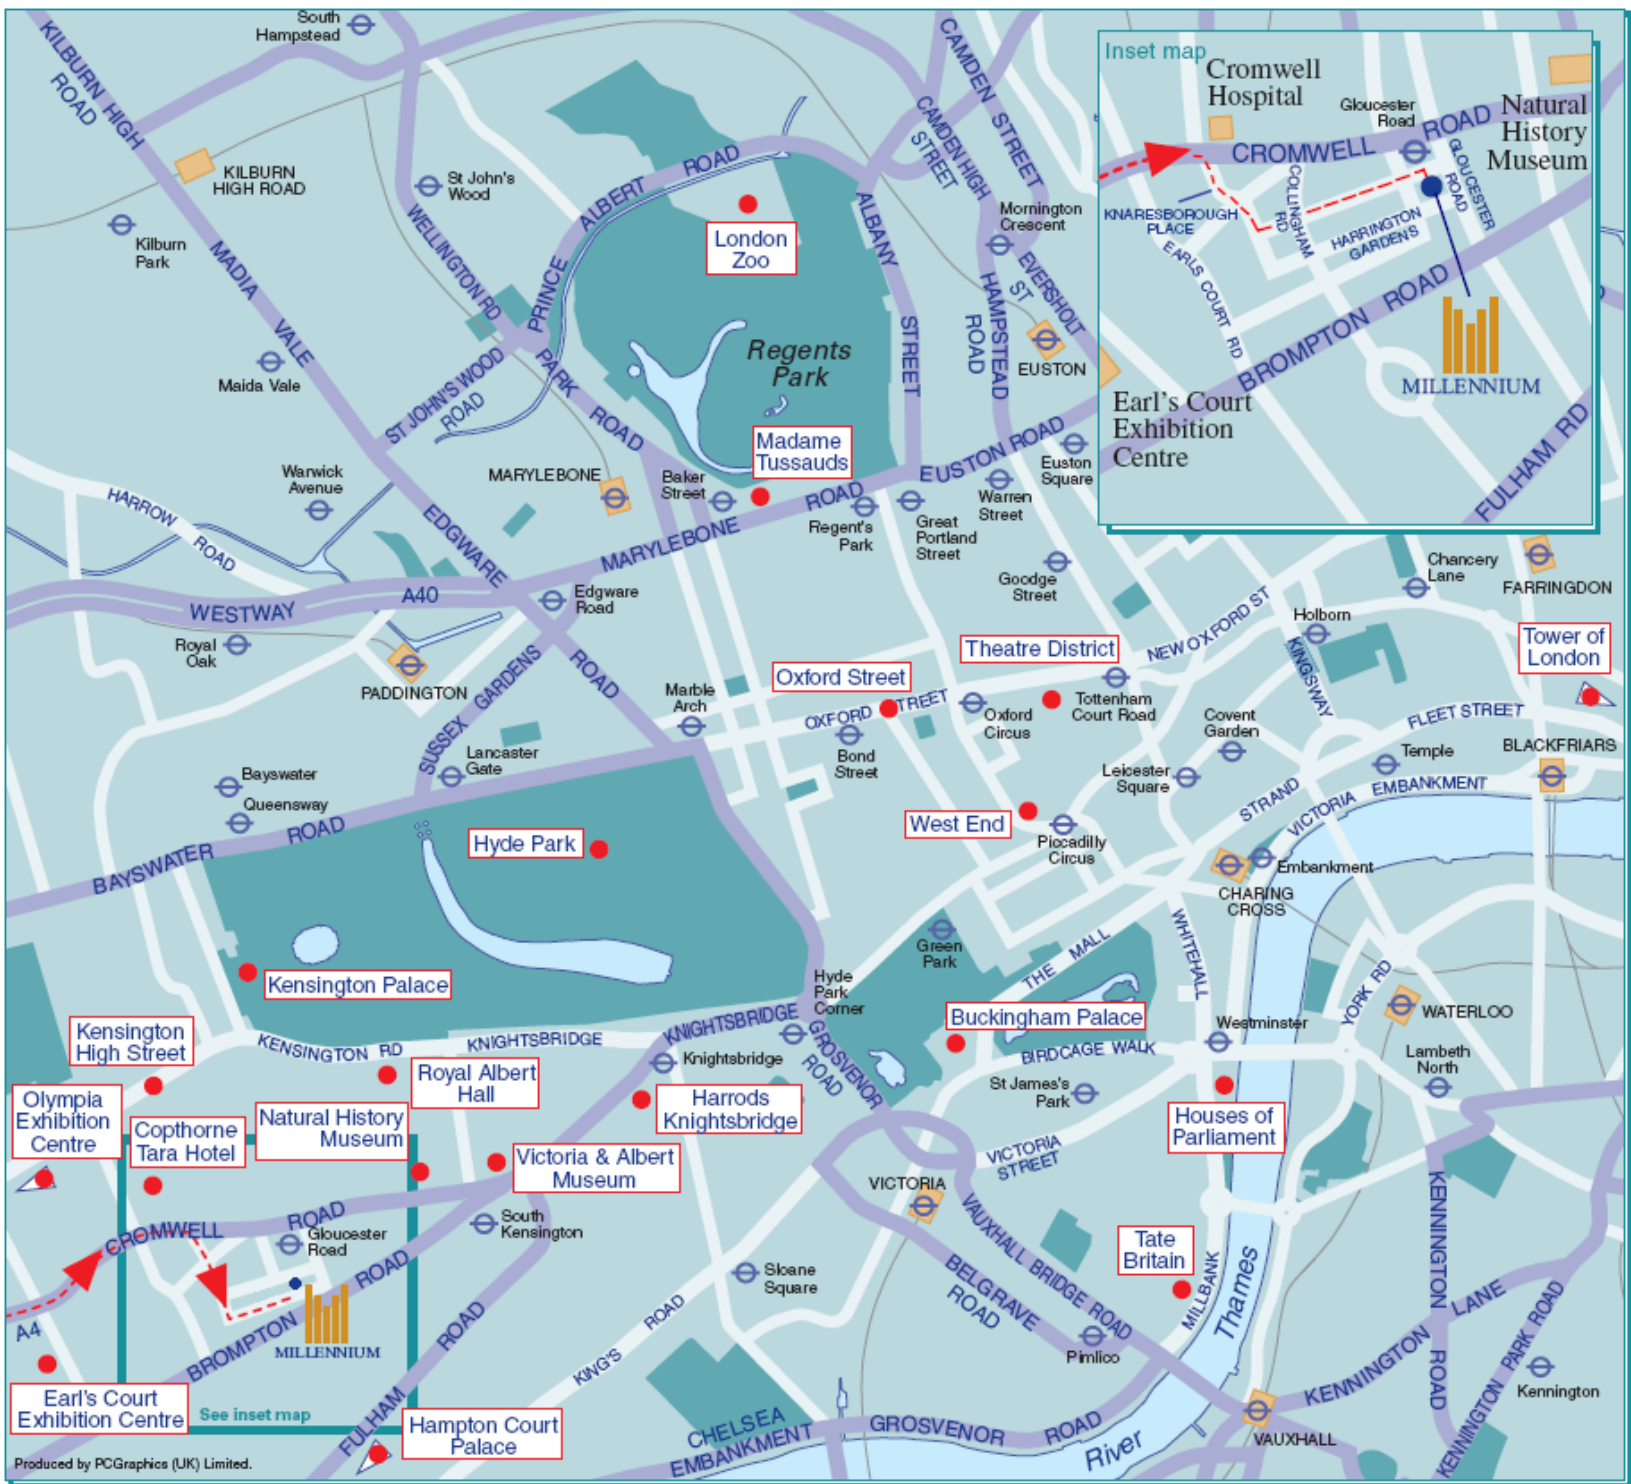 South
Hampstead
KILBURN HIGH
ROAD
KILBURN
HIGH ROAD
Kilburn
Park
St John's
Wood
WELLINGTON RD
PRINCE
ALBERT
ROAD
London
Zoo
Regents
Park
ALBANY
STREET
CAMDEN STREET
CAMDEN HIGH
STREET
Mornington
Crescent
EVERSHOLT
ST
HAMPSTEAD
ROAD
EUSTON
MADIA
VALE
Maida Vale
ST JOHN'S WOOD
ROAD
PARK
ROAD
Inset map
Cromwell
Hospital
Gloucester
Road
Natural
History
Museum
CROMWELL
ROAD
GLOUCESTER
ROAD
COLLINGHAM
RD
KNARESBOROUGH
PLACE
HARRINGTON
GARDENS
EARLS COURT RD
BROMPTON
ROAD
MILLENNIUM
Earl's Court
Exhibition
Centre
FULHAM RD
Warwick
Avenue
MARYLEBONE
Baker
Street
Madame
Tussauds
MARYLEBONE
ROAD
EUSTON ROAD
Euston
Square
Warren
Street
Regent's
Park
Great
Portland
Street
Goodge
Street
HARROW
ROAD
EDGWARE
ROAD
WESTWAY
A40
Edgware
Road
Royal
Oak
PADDINGTON
SUSSEX GARDENS
Marble
Arch
Lancaster
Gate
Bayswater
Queensway
BAYSWATER
ROAD
Oxford Street
OXFORD STREET
Bond
Street
Oxford
Circus
Theatre District
Tottenham
Court Road
NEW OXFORD ST
Holborn
KINGSWAY
Chancery
Lane
FARRINGDON
Tower of
London
FLEET STREET
BLACKFRIARS
Temple
Covent
Garden
Leicester
Square
STRAND
VICTORIA EMBANKMENT
West End
Piccadilly
Circus
Embankment
CHARING
CROSS
Hyde Park
Kensington Palace
Green
Park
THE MALL
WHITEHALL
Hyde
Park
Corner
Buckingham Palace
BIRDCAGE WALK
Westminster
YORK RD
WATERLOO
Lambeth
North
Kensington
High Street
KENSINGTON RD
KNIGHTSBRIDGE
KNIGHTSBRIDGE
Knightsbridge
GROSVENOR
ROAD
St James's
Park
Houses of
Parliament
Royal Albert
Hall
Harrods
Knightsbridge
Olympia
Exhibition
Centre
Copthorne
Tara Hotel
Natural History
Museum
Victoria & Albert
Museum
VICTORIA
VICTORIA
STREET
KENNINGTON ROAD
CROMWELL
ROAD
Gloucester
Road
South
Kensington
Sloane
Square
Tate
Britain
VAUXHALL BRIDGE ROAD
BELGRAVE
ROAD
MILLBANK
River
Thames
Pimlico
A4
BROMPTON
ROAD
MILLENNIUM
KING'S
ROAD
FULHAM
ROAD
Earl's Court
Exhibition Centre
See inset map
Hampton Court
Palace
CHELSEA
EMBANKMENT
GROSVENOR
ROAD
VAUXHALL
KENNINGTON
LANE
KENNINGTON PARK ROAD
Kennington
Produced by PCGraphics (UK) Limited.